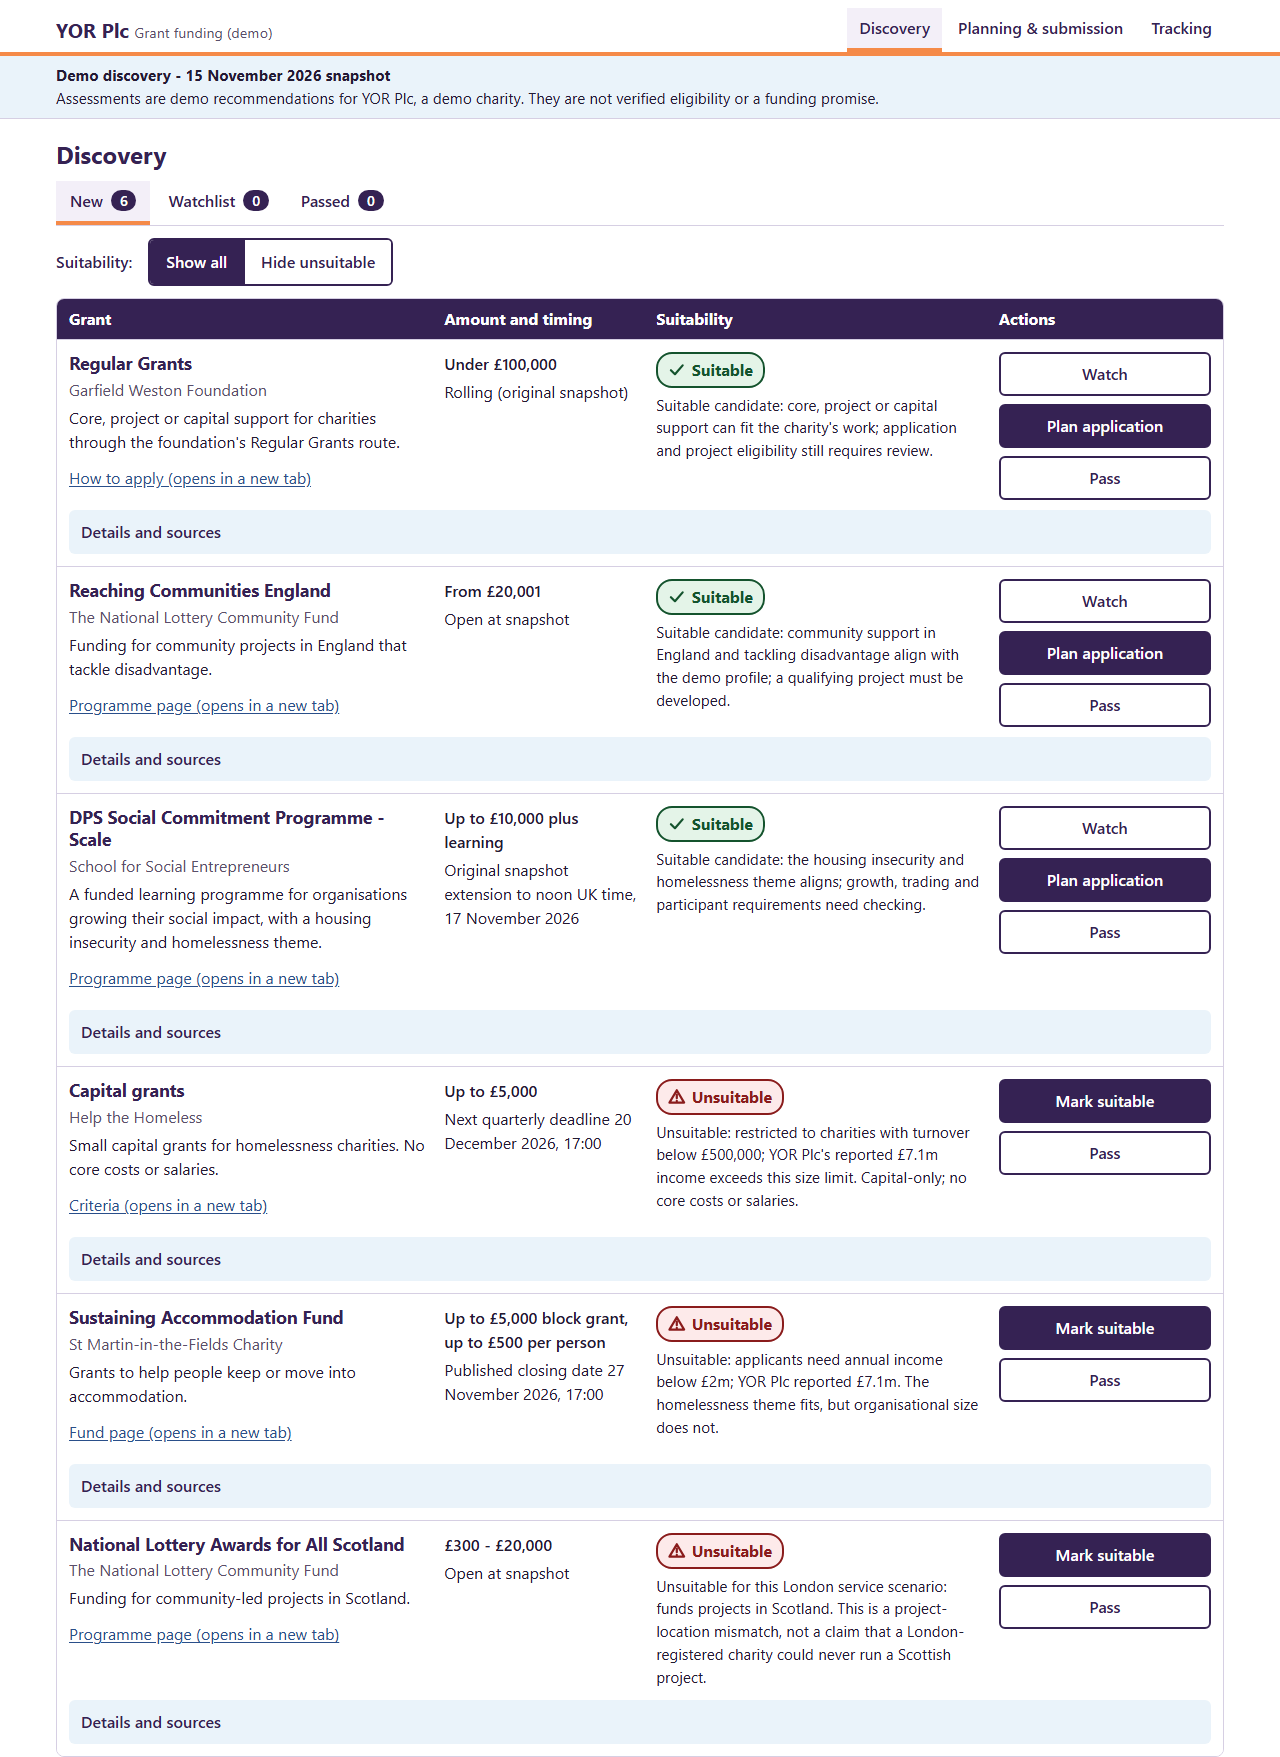 YOR Plc Grant funding (demo)
Discovery
Planning & submission
Tracking
Demo discovery - 15 November 2026 snapshot
Assessments are demo recommendations for YOR Plc, a demo charity. They are not verified eligibility or a funding promise.
Discovery
New 6
Watchlist 0
Passed 0
Suitability:
Show all
Hide unsuitable
Grant
Amount and timing
Suitability
Actions
Regular Grants
Garfield Weston Foundation
Core, project or capital support for charities
through the foundation's Regular Grants route.
How to apply (opens in a new tab)
Under £100,000
Rolling (original snapshot)
Suitable
Suitable candidate: core, project or capital
support can fit the charity's work; application
and project eligibility still requires review.
Watch
Plan application
Pass
Details and sources
Reaching Communities England
The National Lottery Community Fund
Funding for community projects in England that
tackle disadvantage.
Programme page (opens in a new tab)
From £20,001
Open at snapshot
Suitable
Suitable candidate: community support in
England and tackling disadvantage align with
the demo profile; a qualifying project must be
developed.
Watch
Plan application
Pass
Details and sources
DPS Social Commitment Programme -
Scale
School for Social Entrepreneurs
A funded learning programme for organisations
growing their social impact, with a housing
insecurity and homelessness theme.
Programme page (opens in a new tab)
Up to £10,000 plus
learning
Original snapshot
extension to noon UK time,
17 November 2026
Suitable
Suitable candidate: the housing insecurity and
homelessness theme aligns; growth, trading and
participant requirements need checking.
Watch
Plan application
Pass
Details and sources
Capital grants
Help the Homeless
Small capital grants for homelessness charities. No
core costs or salaries.
Criteria (opens in a new tab)
Up to £5,000
Next quarterly deadline 20
December 2026, 17:00
Unsuitable
Unsuitable: restricted to charities with turnover
below £500,000; YOR Plc's reported £7.1m
income exceeds this size limit. Capital-only; no
core costs or salaries.
Mark suitable
Pass
Details and sources
Sustaining Accommodation Fund
St Martin-in-the-Fields Charity
Grants to help people keep or move into
accommodation.
Fund page (opens in a new tab)
Up to £5,000 block grant,
up to £500 per person
Published closing date 27
November 2026, 17:00
Unsuitable
Unsuitable: applicants need annual income
below £2m; YOR Plc reported £7.1m. The
homelessness theme fits, but organisational size
does not.
Mark suitable
Pass
Details and sources
National Lottery Awards for All Scotland
The National Lottery Community Fund
Funding for community-led projects in Scotland.
Programme page (opens in a new tab)
£300 - £20,000
Open at snapshot
Unsuitable
Unsuitable for this London service scenario:
funds projects in Scotland. This is a project-
location mismatch, not a claim that a London-
registered charity could never run a Scottish
project.
Mark suitable
Pass
Details and sources